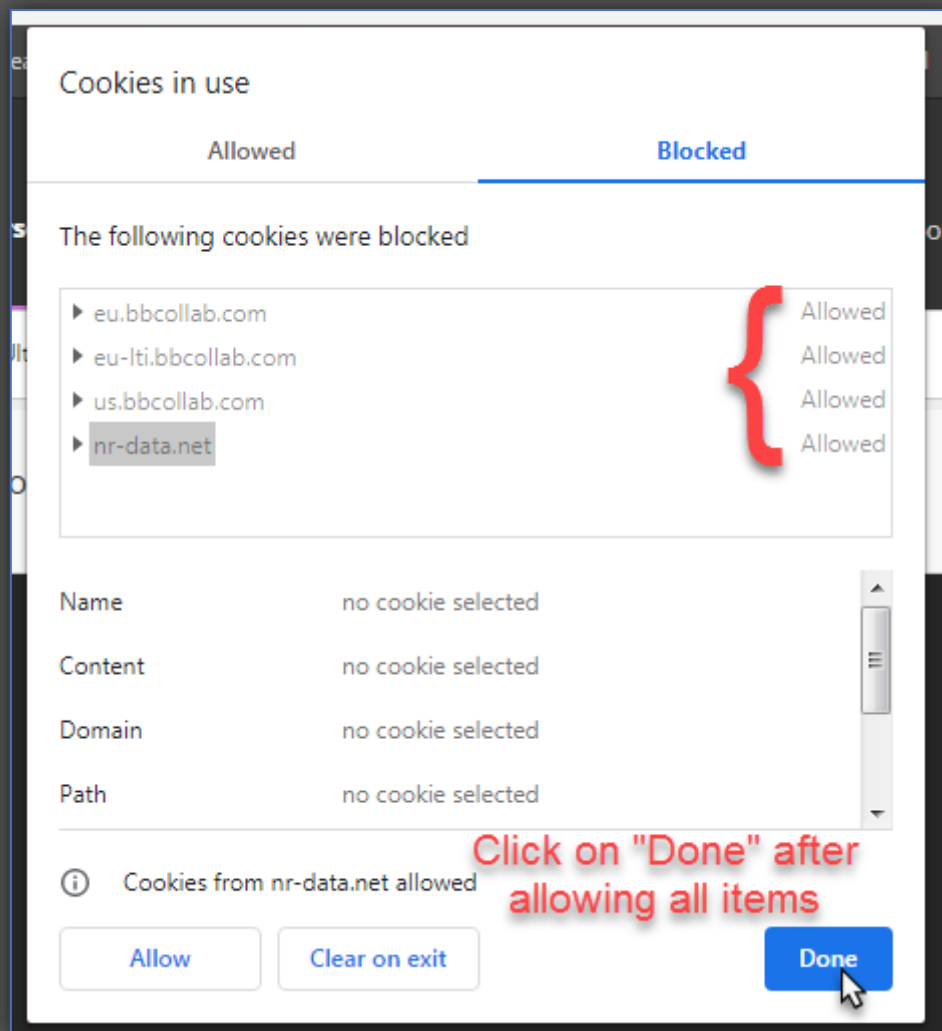 Cookies in use
Allowed Blocked
The following cookies were blocked
eu.bbcollab.com Allowed
eu-lti.bbcollab.com Allowed
us.bbcollab.com Allowed
nr-data.net Allowed
Name no cookie selected
Content no cookie selected
Domain no cookie selected
Path no cookie selected
Click on "Done" after
allowing all items
Cookies from nr-data.net allowed
Allow Clear on exit Done